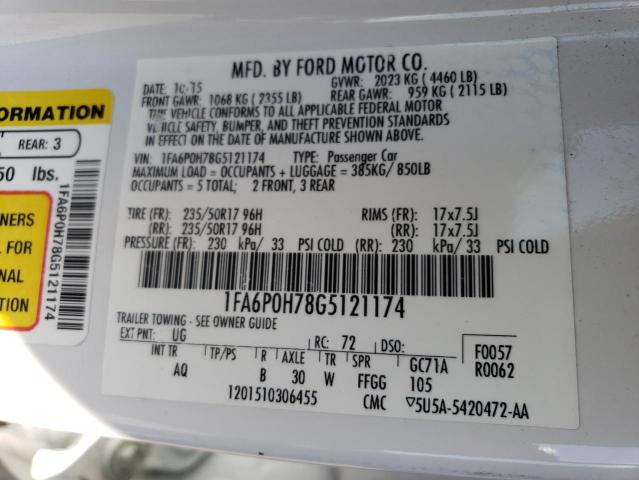 ORMATION
REAR: 3
50 lbs.
1FA6P0H78G5121174
NERS
L FOR
NAL
N
MFD. BY FORD MOTOR CO.
DATE: 10/15 GVWR: 2023 KG ( 4460 LB)
FRONT GAWR: 1068 KG ( 2355 LB) REAR GAWR: 959 KG ( 2115 LB)
THIS VEHICLE CONFORMS TO ALL APPLICABLE FEDERAL MOTOR
VEHICLE SAFETY, BUMPER, AND THEFT PREVENTION STANDARDS
IN EFFECT ON THE DATE OF MANUFACTURE SHOWN ABOVE.
VIN: 1FA6P0H78G5121174 TYPE: Passenger Car
MAXIMUM LOAD = OCCUPANTS + LUGGAGE = 385KG/ 850LB
OCCUPANTS = 5 TOTAL; 2 FRONT, 3 REAR
TIRE (FR): 235/50R17 96H RIMS (FR): 17x7.5J
(RR): 235/50R17 96H (RR): 17x7.5J
PRESSURE (FR): 230 kPa/ 33 PSI COLD (RR): 230 kPa/ 33 PSI COLD
1FA6P0H78G5121174
TRAILER TOWING - SEE OWNER GUIDE
EXT PNT: UG RC: 72 DSO: F0057
INT TR TP/PS R AXLE TR SPR GC71A R0062
AQ B 30 W FFGG 105
1201510306455 CMC ▽5U5A-5420472-AA